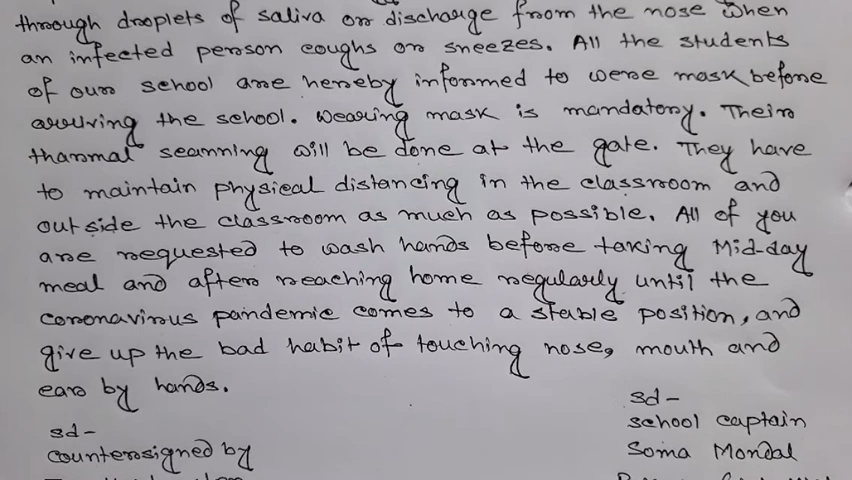 through droplets of saliva or discharge from the nose when
an infected person coughs or sneezes. All the students
of our school are hereby informed to were mask before
arriving the school. Wearing mask is mandatory. Their
tharmal scanning will be done at the gate. They have
to maintain physical distancing in the classroom and
outside the classroom as much as possible. All of you
are requested to wash hands before taking Mid-day
meal and after reaching home regularly until the
coronavirus pandemic comes to a stable position, and
give up the bad habit of touching nose, mouth and
ear by hands.
sd-
school captain
Soma Mondal
sd-
countersigned by